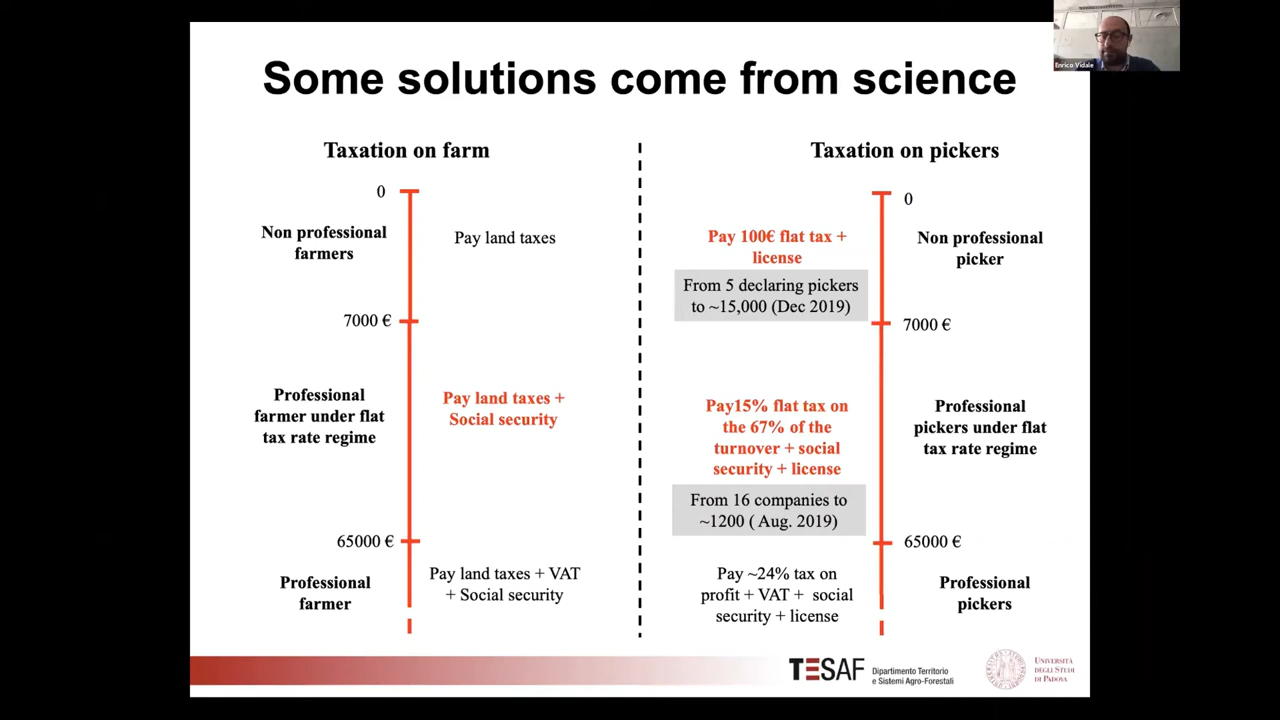 Some solutions come from science
Enrico Vidale
Taxation on farm
0
Non professional
farmers
Pay land taxes
7000 €
Professional
farmer under flat
tax rate regime
Pay land taxes +
Social security
65000 €
Professional
farmer
Pay land taxes + VAT
+ Social security
Taxation on pickers
0
Pay 100€ flat tax +
license
Non professional
picker
From 5 declaring pickers
to ~15,000 (Dec 2019)
7000 €
Pay15% flat tax on
the 67% of the
turnover + social
security + license
Professional
pickers under flat
tax rate regime
From 16 companies to
~1200 ( Aug. 2019)
65000 €
Pay ~24% tax on
profit + VAT + social
security + license
Professional
pickers
TESAF
Dipartimento Territorio
e Sistemi Agro-Forestali
Università
degli Studi
di Padova